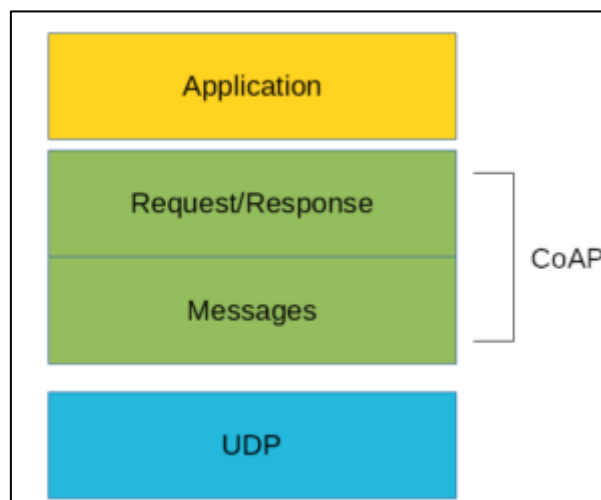 Application
Request/Response
CoAP
Messages
UDP